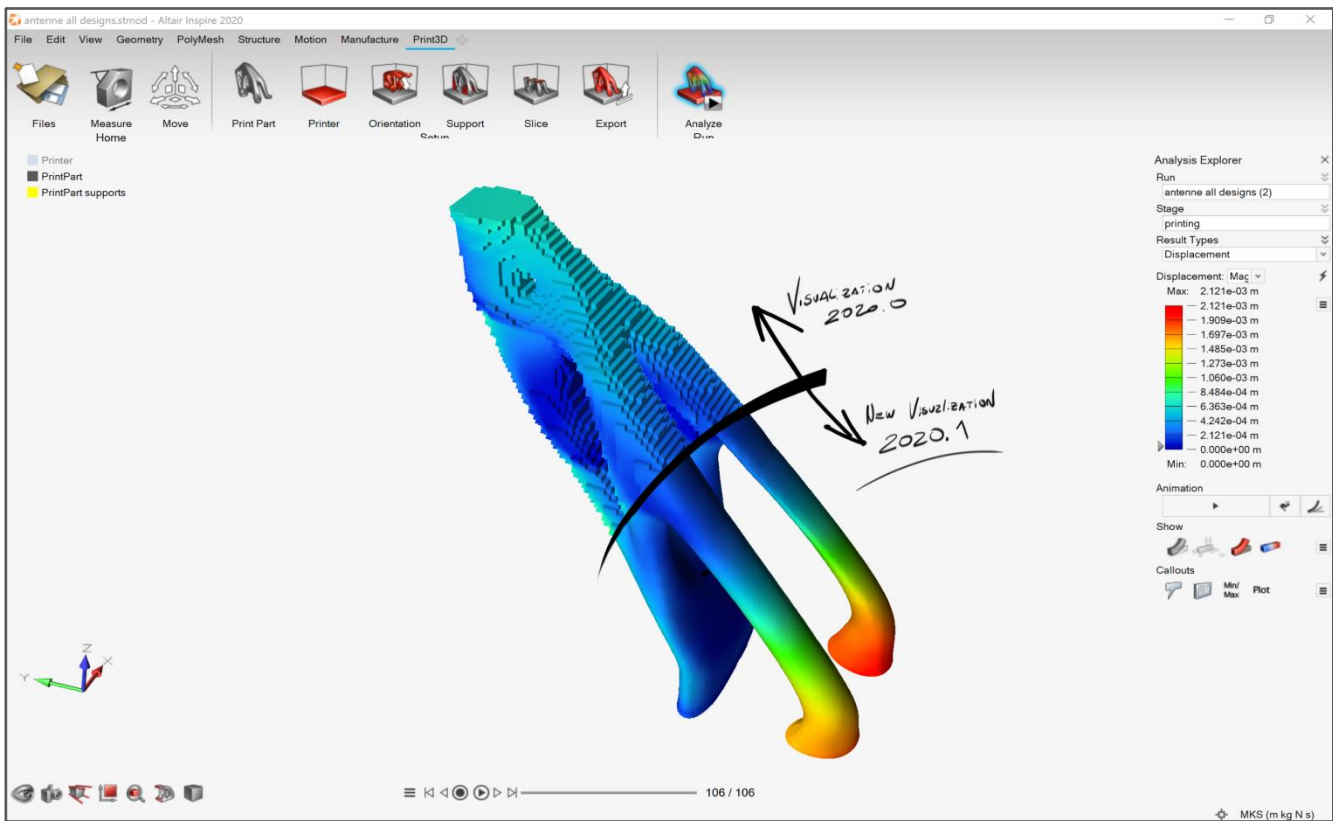 antenne all designs.stmod - Altair Inspire 2020
File Edit View Geometry PolyMesh Structure Motion Manufacture Print3D
Files Measure Move Print Part Printer Orientation Support Slice Export Analyze
Home Setup Run
Printer
PrintPart
PrintPart supports
VISUALIZATION
2020.0
NEW VISUZLIZATION
2020.1
Analysis Explorer
Run
antenne all designs (2)
Stage
printing
Result Types
Displacement
Displacement: Mag
Max: 2.121e-03 m
2.121e-03 m
1.909e-03 m
1.697e-03 m
1.485e-03 m
1.273e-03 m
1.060e-03 m
8.484e-04 m
6.363e-04 m
4.242e-04 m
2.121e-04 m
0.000e+00 m
Min: 0.000e+00 m
Animation
Show
Callouts
Min/
Max Plot
Z
X
Y
106 / 106
MKS (m kg N s)